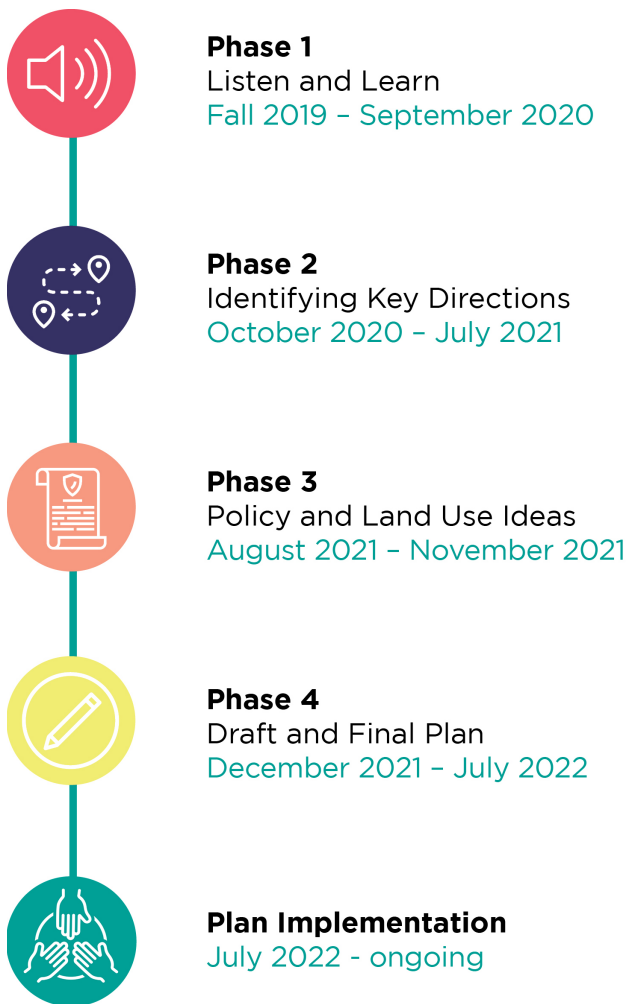 Phase 1
Listen and Learn
Fall 2019 – September 2020
Phase 2
Identifying Key Directions
October 2020 – July 2021
Phase 3
Policy and Land Use Ideas
August 2021 – November 2021
Phase 4
Draft and Final Plan
December 2021 – July 2022
Plan Implementation
July 2022 - ongoing